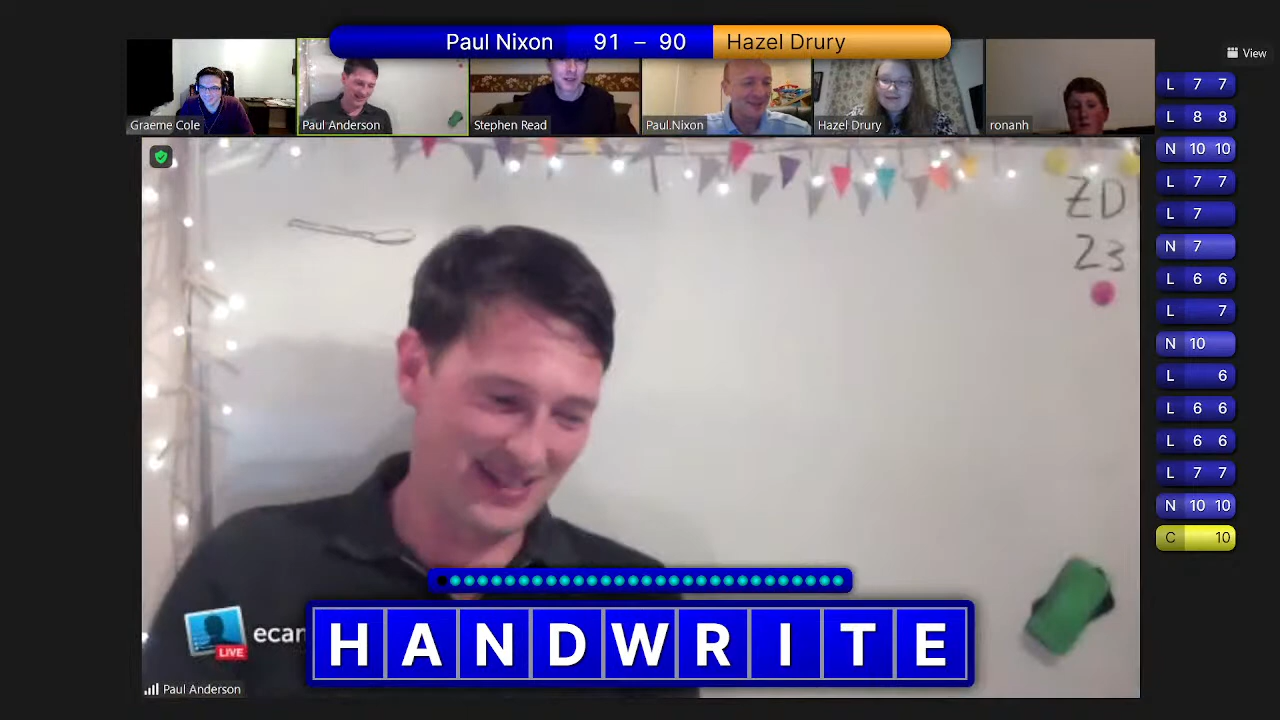 Paul Nixon 91 – 90 Hazel Drury
View
Graeme Cole
Paul Anderson
Stephen Read
Paul.Nixon
Hazel Drury
ronanh
L 7 7
L 8 8
N 10 10
L 7 7
L 7
N 7
L 6 6
L 7
N 10
L 6
L 6 6
L 6 6
L 7 7
N 10 10
C 10
ZD
23
ecam
LIVE
HANDWRITE
Paul Anderson